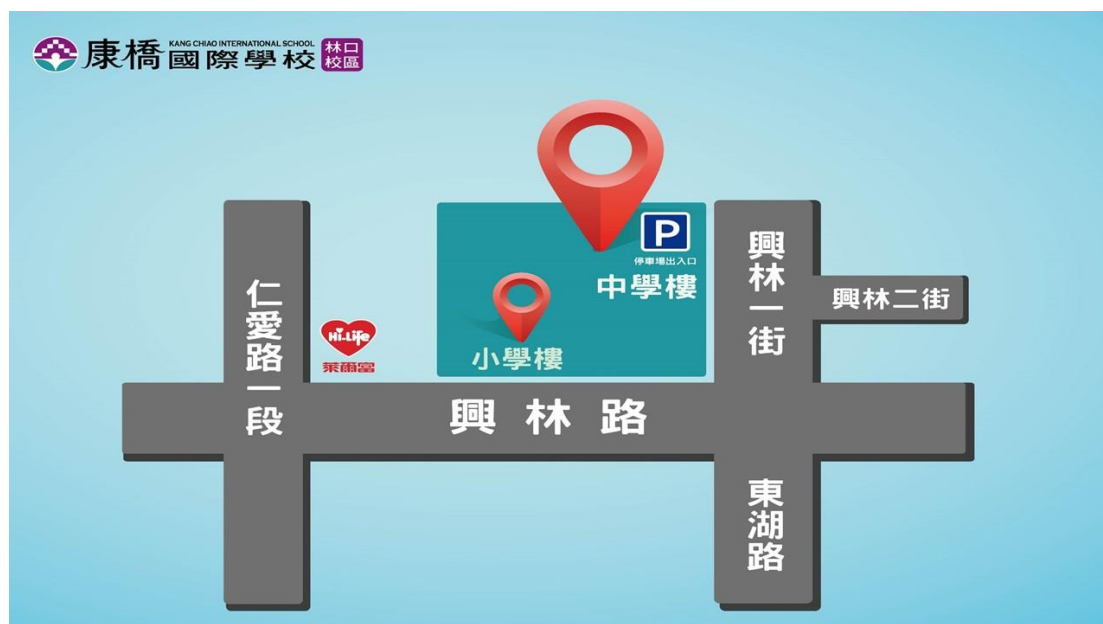 康橋國際學校
KANG CHIAO INTERNATIONAL SCHOOL
林口
校區
P
停車場出入口
中學樓
興林一街
興林二街
仁愛路一段
Hi-Life
萊爾富
小學樓
興林路
東湖路